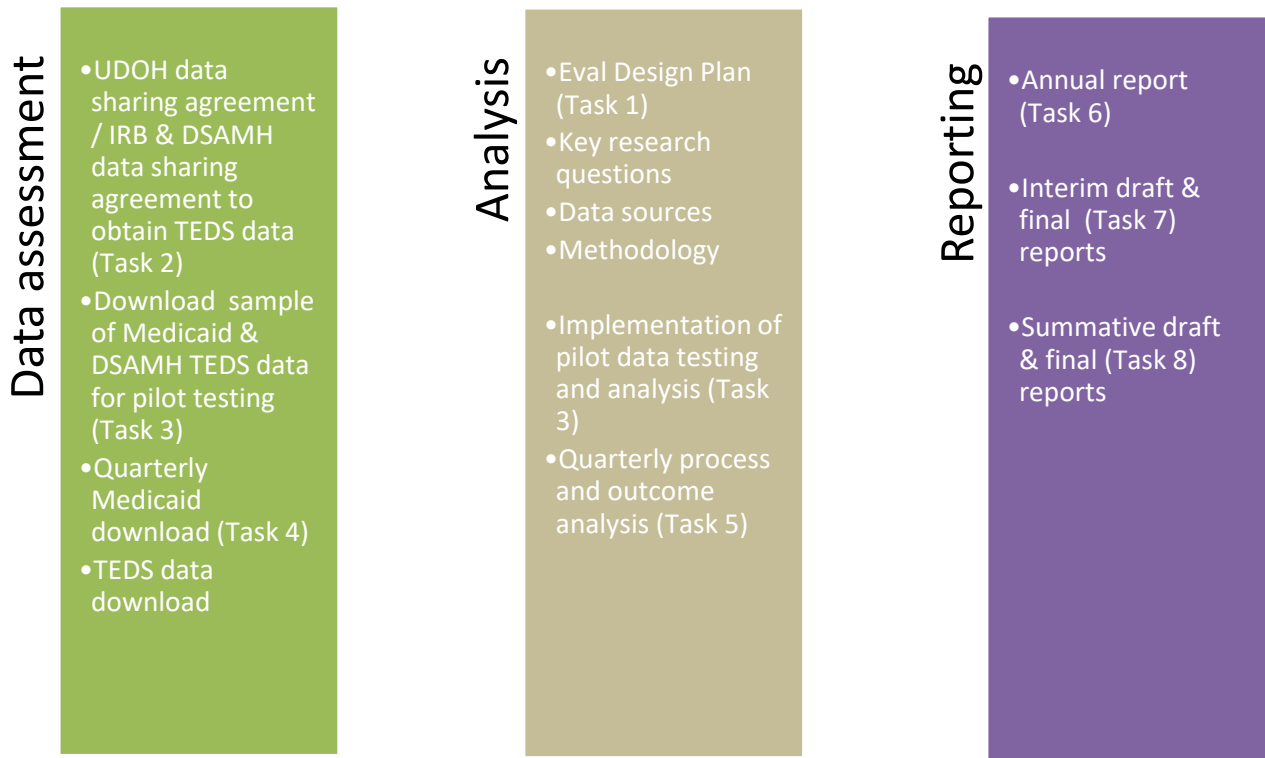 Data assessment
•UDOH data
sharing agreement
/ IRB & DSAMH
data sharing
agreement to
obtain TEDS data
(Task 2)
•Download  sample
of Medicaid &
DSAMH TEDS data
for pilot testing
(Task 3)
•Quarterly
Medicaid
download (Task 4)
•TEDS data
download
Analysis
•Eval Design Plan
(Task 1)
•Key research
questions
•Data sources
•Methodology
•Implementation of
pilot data testing
and analysis (Task
3)
•Quarterly process
and outcome
analysis (Task 5)
Reporting
•Annual report
(Task 6)
•Interim draft &
final  (Task 7)
reports
•Summative draft
& final (Task 8)
reports